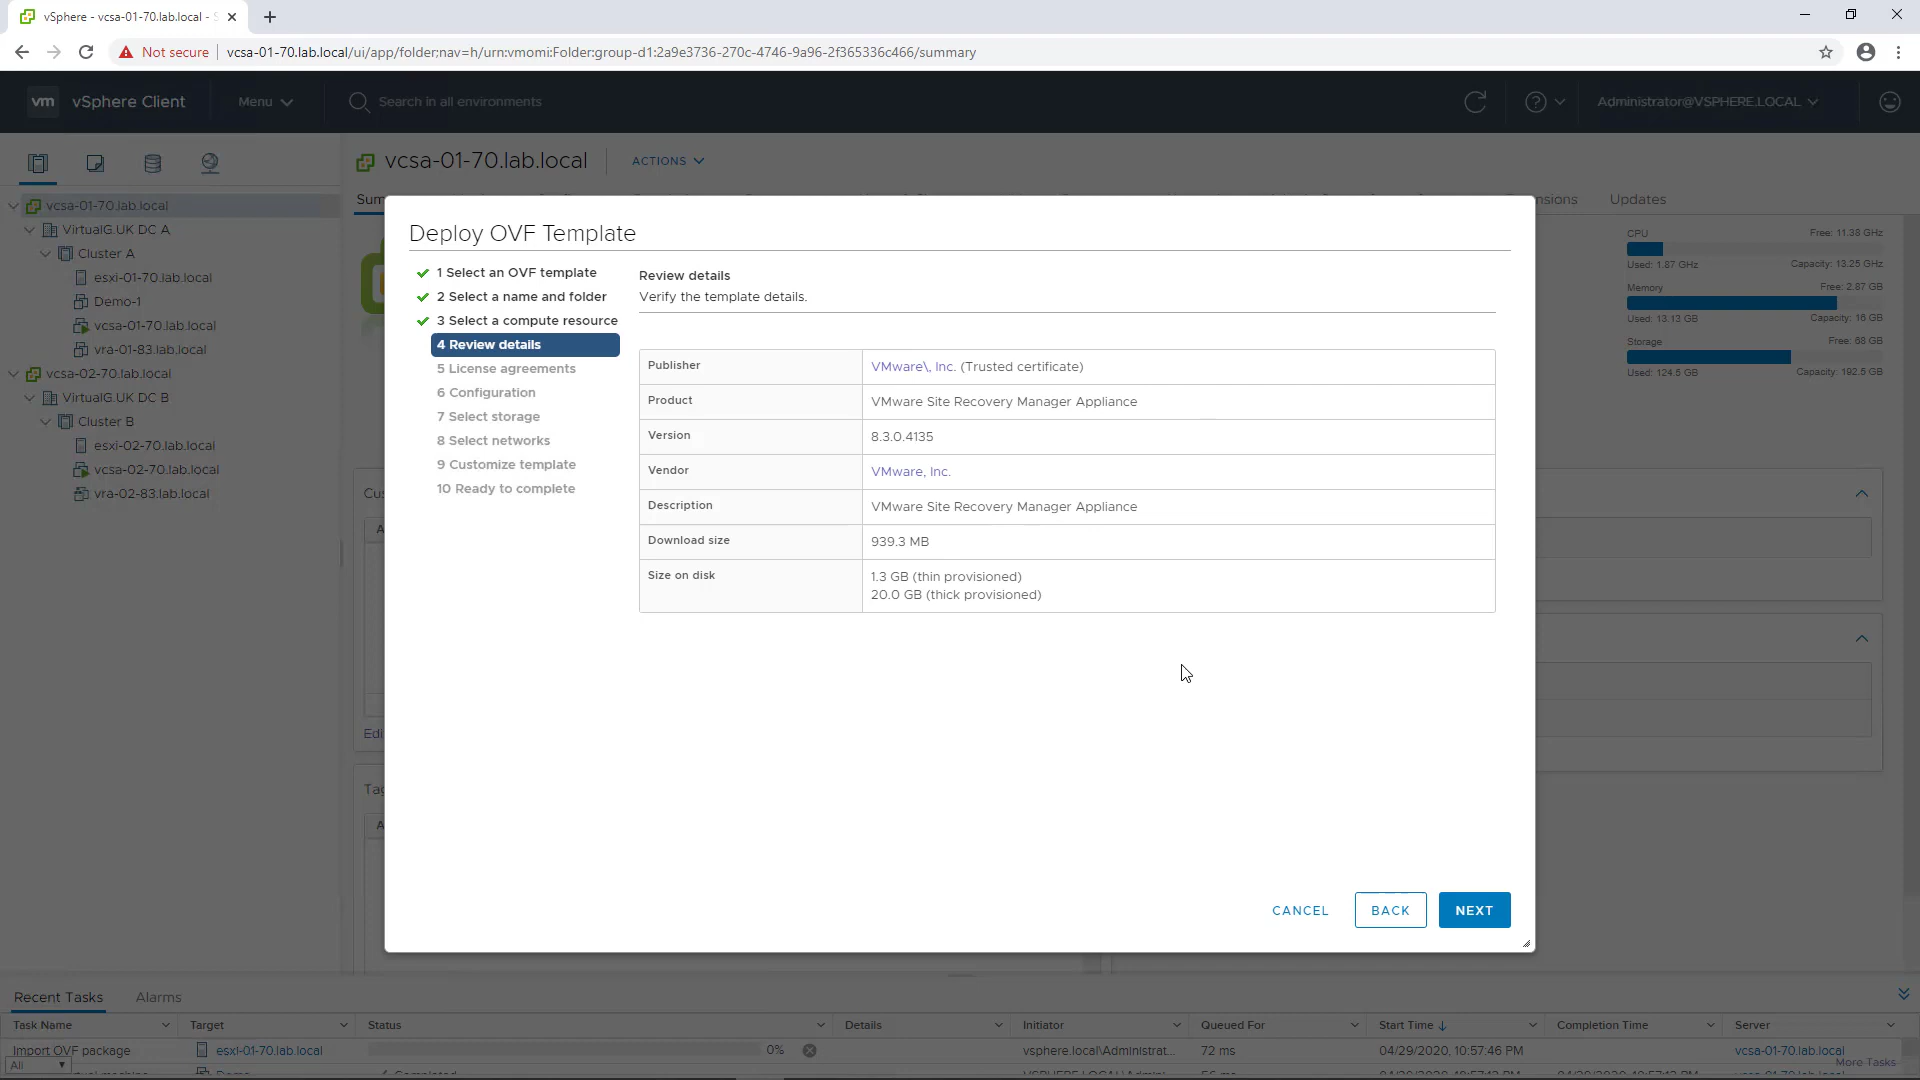 vSphere - vcsa-01-70.lab.local -
Not secure
vcsa-01-70.lab.local/ui/app/folder;nav=h/urn:vmomi:Folder:group-d1:2a9e3736-270c-4746-9a96-2f365336c466/summary
vm vSphere Client
Menu
Search in all environments
Administrator@VSPHERE.LOCAL
vcsa-01-70.lab.local
ACTIONS
Updates
vcsa-01-70.lab.local
VirtualG.UK DC A
Cluster A
esxi-01-70.lab.local
Demo-1
vcsa-01-70.lab.local
vra-01-83.lab.local
vcsa-02-70.lab.local
VirtualG.UK DC B
Cluster B
esxi-02-70.lab.local
vcsa-02-70.lab.local
vra-02-83.lab.local
CPU
Free: 11.38 GHz
Used: 1.87 GHz
Capacity: 13.25 GHz
Memory
Free: 2.87 GB
Used: 13.13 GB
Capacity: 16 GB
Storage
Free: 68 GB
Used: 124.5 GB
Capacity: 192.5 GB
Deploy OVF Template
1 Select an OVF template
2 Select a name and folder
3 Select a compute resource
4 Review details
5 License agreements
6 Configuration
7 Select storage
8 Select networks
9 Customize template
10 Ready to complete
Review details
Verify the template details.
Publisher
VMware\, Inc. (Trusted certificate)
Product
VMware Site Recovery Manager Appliance
Version
8.3.0.4135
Vendor
VMware, Inc.
Description
VMware Site Recovery Manager Appliance
Download size
939.3 MB
Size on disk
1.3 GB (thin provisioned)
20.0 GB (thick provisioned)
CANCEL
BACK
NEXT
Recent Tasks
Alarms
Task Name
Target
Status
Details
Initiator
Queued For
Start Time
Completion Time
Server
Import OVF package
esxi-01-70.lab.local
0%
vsphere.local\Administrat...
72 ms
04/29/2020, 10:57:46 PM
vcsa-01-70.lab.local
All
More Tasks